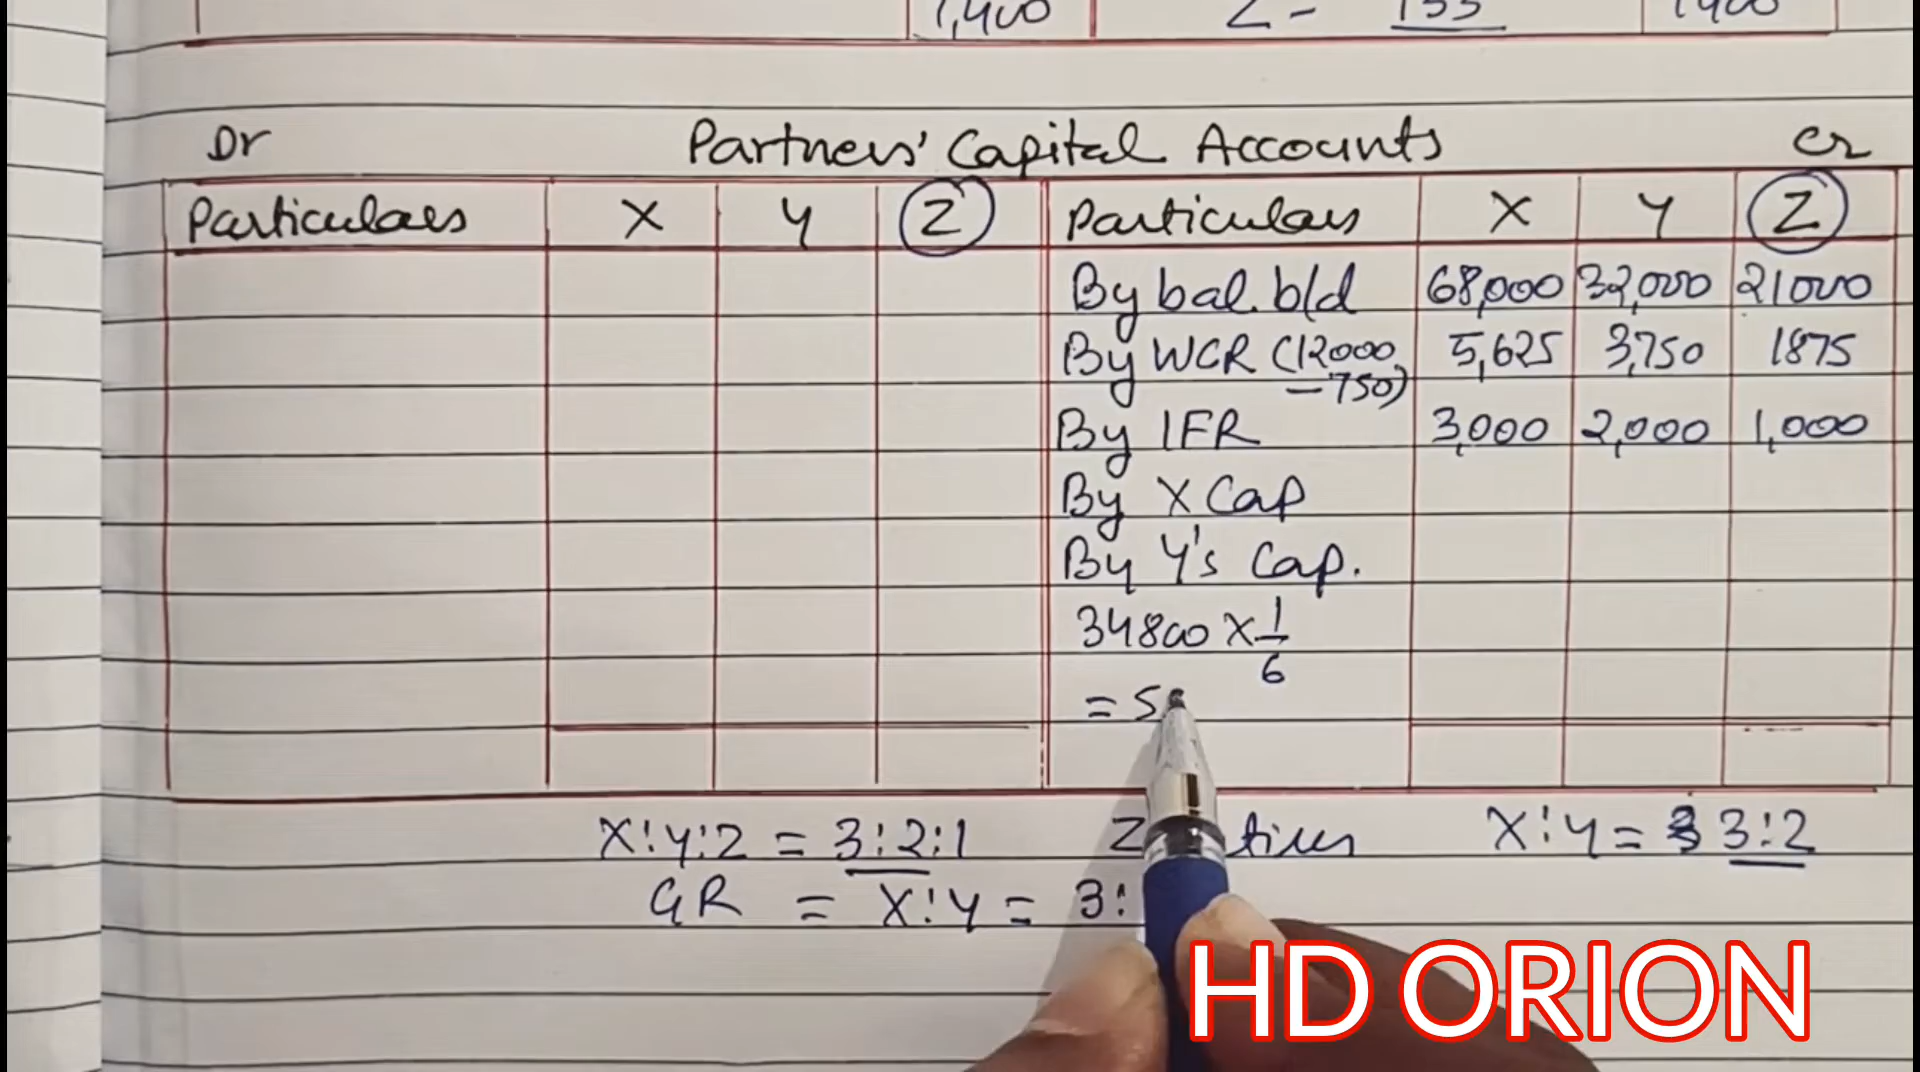 1,400 Z - 133 1400
Dr Partners' Capital Accounts Cr
Particulars X Y Z Particulars X Y Z
By bal. b/d 68,000 32,000 21000
By WCR (12000 5,625 3,750 1875
- 750)
By IFR 3,000 2,000 1,000
By X Cap
By Y's Cap.
34800 X 1/6
= 5
X:Y:Z = 3:2:1 Z X:Y = 3 3:2
GR = X:Y = 3:
HD ORION